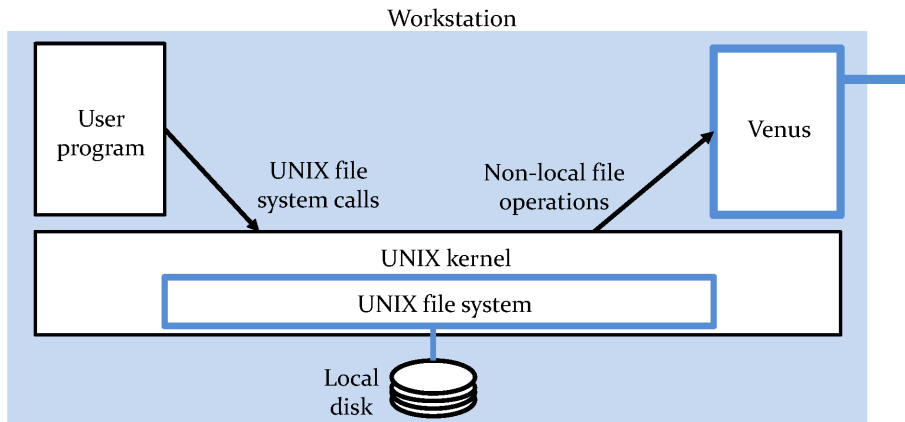 Workstation
User
program
UNIX file
system calls
Non-local file
operations
Venus
UNIX kernel
UNIX file system
Local
disk